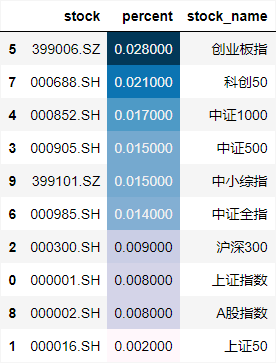 stock percent stock_name
5 399006.SZ 0.028000 创业板指
7 000688.SH 0.021000 科创50
4 000852.SH 0.017000 中证1000
3 000905.SH 0.015000 中证500
9 399101.SZ 0.015000 中小综指
6 000985.SH 0.014000 中证全指
2 000300.SH 0.009000 沪深300
0 000001.SH 0.008000 上证指数
8 000002.SH 0.008000 A股指数
1 000016.SH 0.002000 上证50